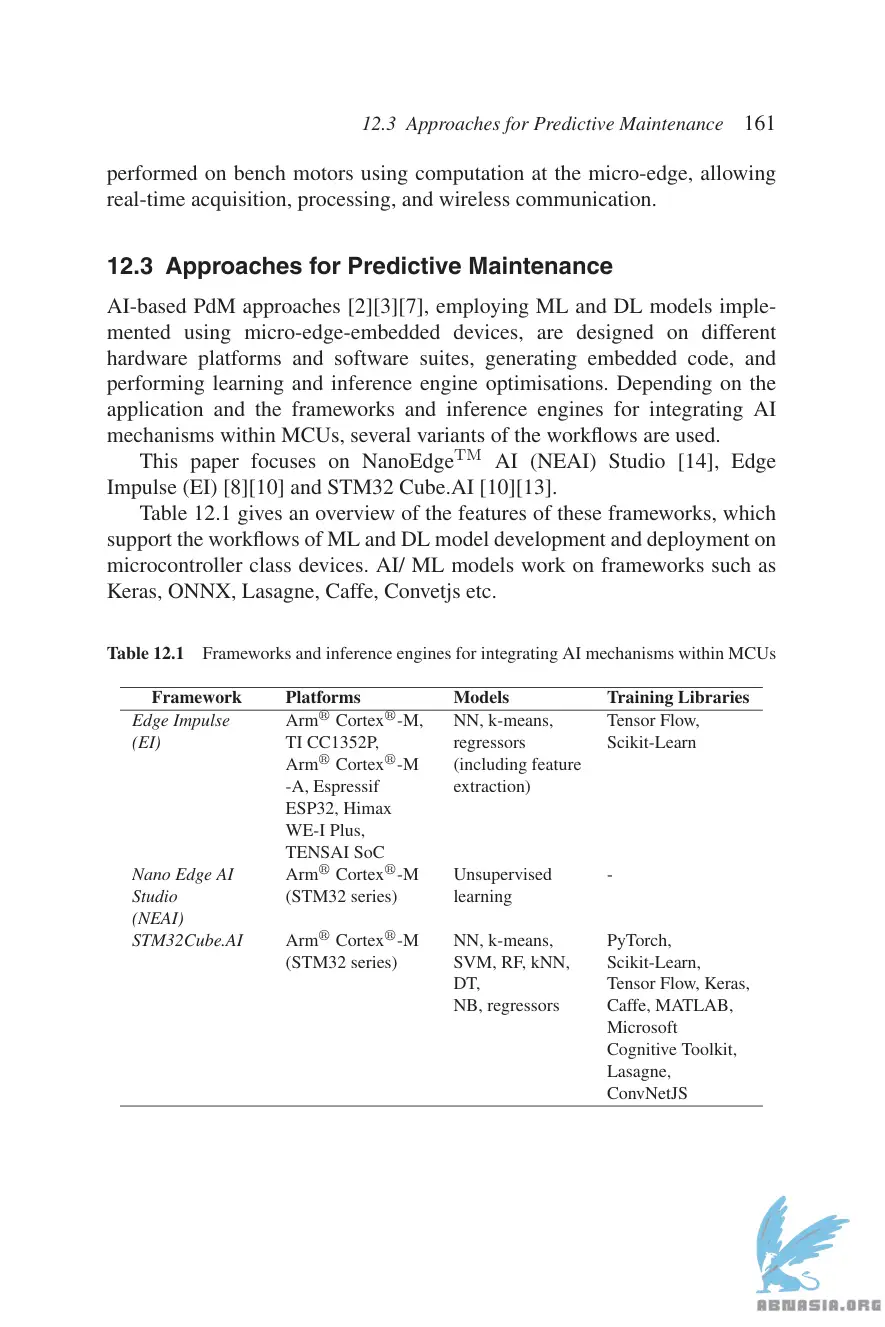 12.3 Approaches for Predictive Maintenance 161
performed on bench motors using computation at the micro-edge, allowing
real-time acquisition, processing, and wireless communication.
12.3 Approaches for Predictive Maintenance
AI-based PdM approaches [2][3][7], employing ML and DL models imple-
mented using micro-edge-embedded devices, are designed on different
hardware platforms and software suites, generating embedded code, and
performing learning and inference engine optimisations. Depending on the
application and the frameworks and inference engines for integrating AI
mechanisms within MCUs, several variants of the workflows are used.
This paper focuses on NanoEdge™ AI (NEAI) Studio [14], Edge
Impulse (EI) [8][10] and STM32 Cube.AI [10][13].
Table 12.1 gives an overview of the features of these frameworks, which
support the workflows of ML and DL model development and deployment on
microcontroller class devices. AI/ ML models work on frameworks such as
Keras, ONNX, Lasagne, Caffe, Convetjs etc.
Table 12.1 Frameworks and inference engines for integrating AI mechanisms within MCUs
Framework Platforms Models Training Libraries
Edge Impulse Arm® Cortex®-M, NN, k-means, Tensor Flow,
(EI) TI CC1352P, regressors Scikit-Learn
Arm® Cortex®-M (including feature
-A, Espressif extraction)
ESP32, Himax
WE-I Plus,
TENSAI SoC
Nano Edge AI Arm® Cortex®-M Unsupervised -
Studio (STM32 series) learning
(NEAI)
STM32Cube.AI Arm® Cortex®-M NN, k-means, PyTorch,
(STM32 series) SVM, RF, kNN, Scikit-Learn,
DT, Tensor Flow, Keras,
NB, regressors Caffe, MATLAB,
Microsoft
Cognitive Toolkit,
Lasagne,
ConvNetJS
ABNASIA.ORG